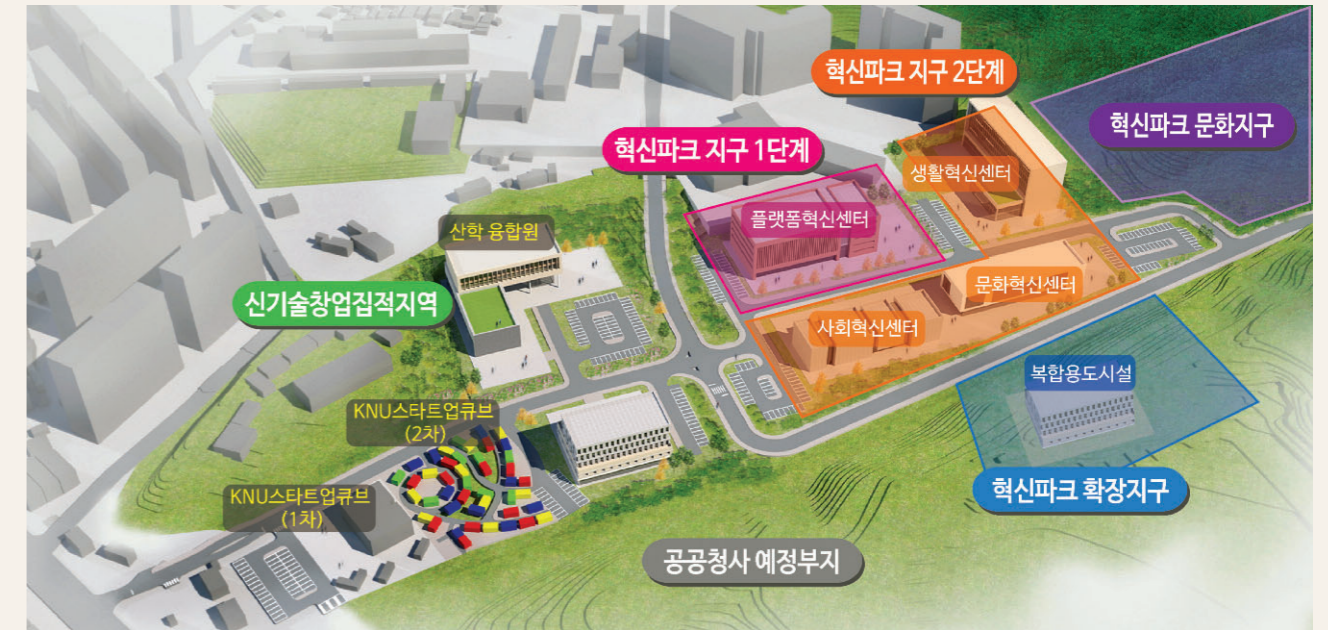 혁신파크 지구 2단계
혁신파크 문화지구
혁신파크 지구 1단계
생활혁신센터
플랫폼혁신센터
산학 융합원
문화혁신센터
신기술창업집적지역
사회혁신센터
복합용도시설
KNU스타트업큐브
(2차)
KNU스타트업큐브
(1차)
혁신파크 확장지구
공공청사 예정부지